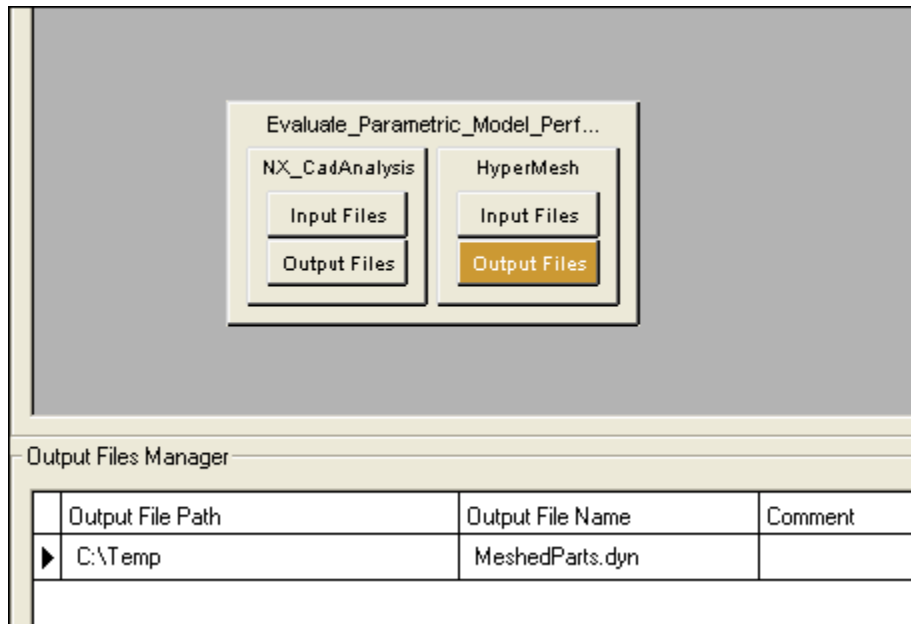 Evaluate_Parametric_Model_Perf...
NX_CadAnalysis HyperMesh
Input Files Input Files
Output Files Output Files
Output Files Manager
Output File Path Output File Name Comment
C:\Temp MeshedParts.dyn